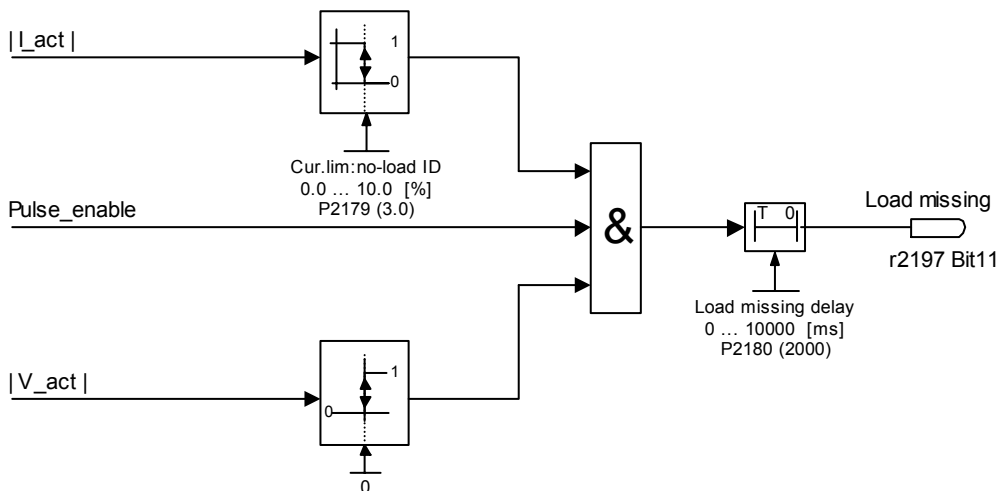 | I_act |
1
0
Cur.lim:no-load ID
0.0 ... 10.0 [%]
P2179 (3.0)
Pulse_enable
&
T 0
Load missing
r2197 Bit11
Load missing delay
0 ... 10000 [ms]
P2180 (2000)
| V_act |
1
0
0